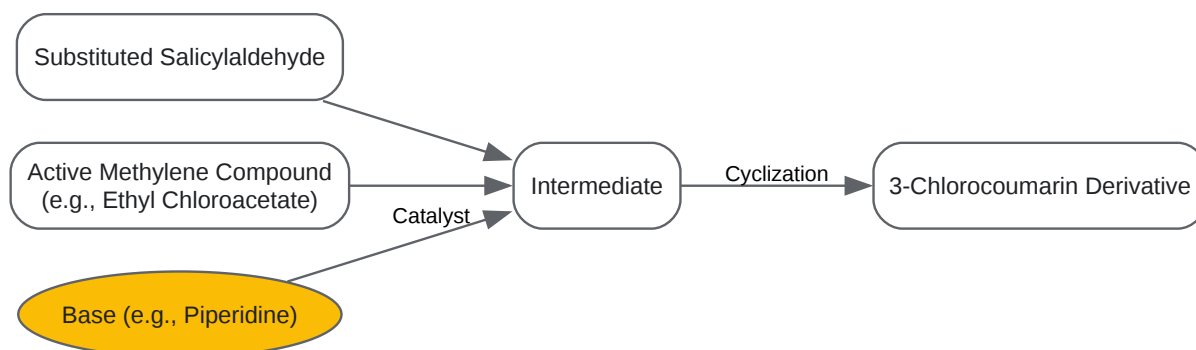 Substituted Salicylaldehyde
Active Methylene Compound
(e.g., Ethyl Chloroacetate)
Catalyst
Base (e.g., Piperidine)
Intermediate
Cyclization
3-Chlorocoumarin Derivative